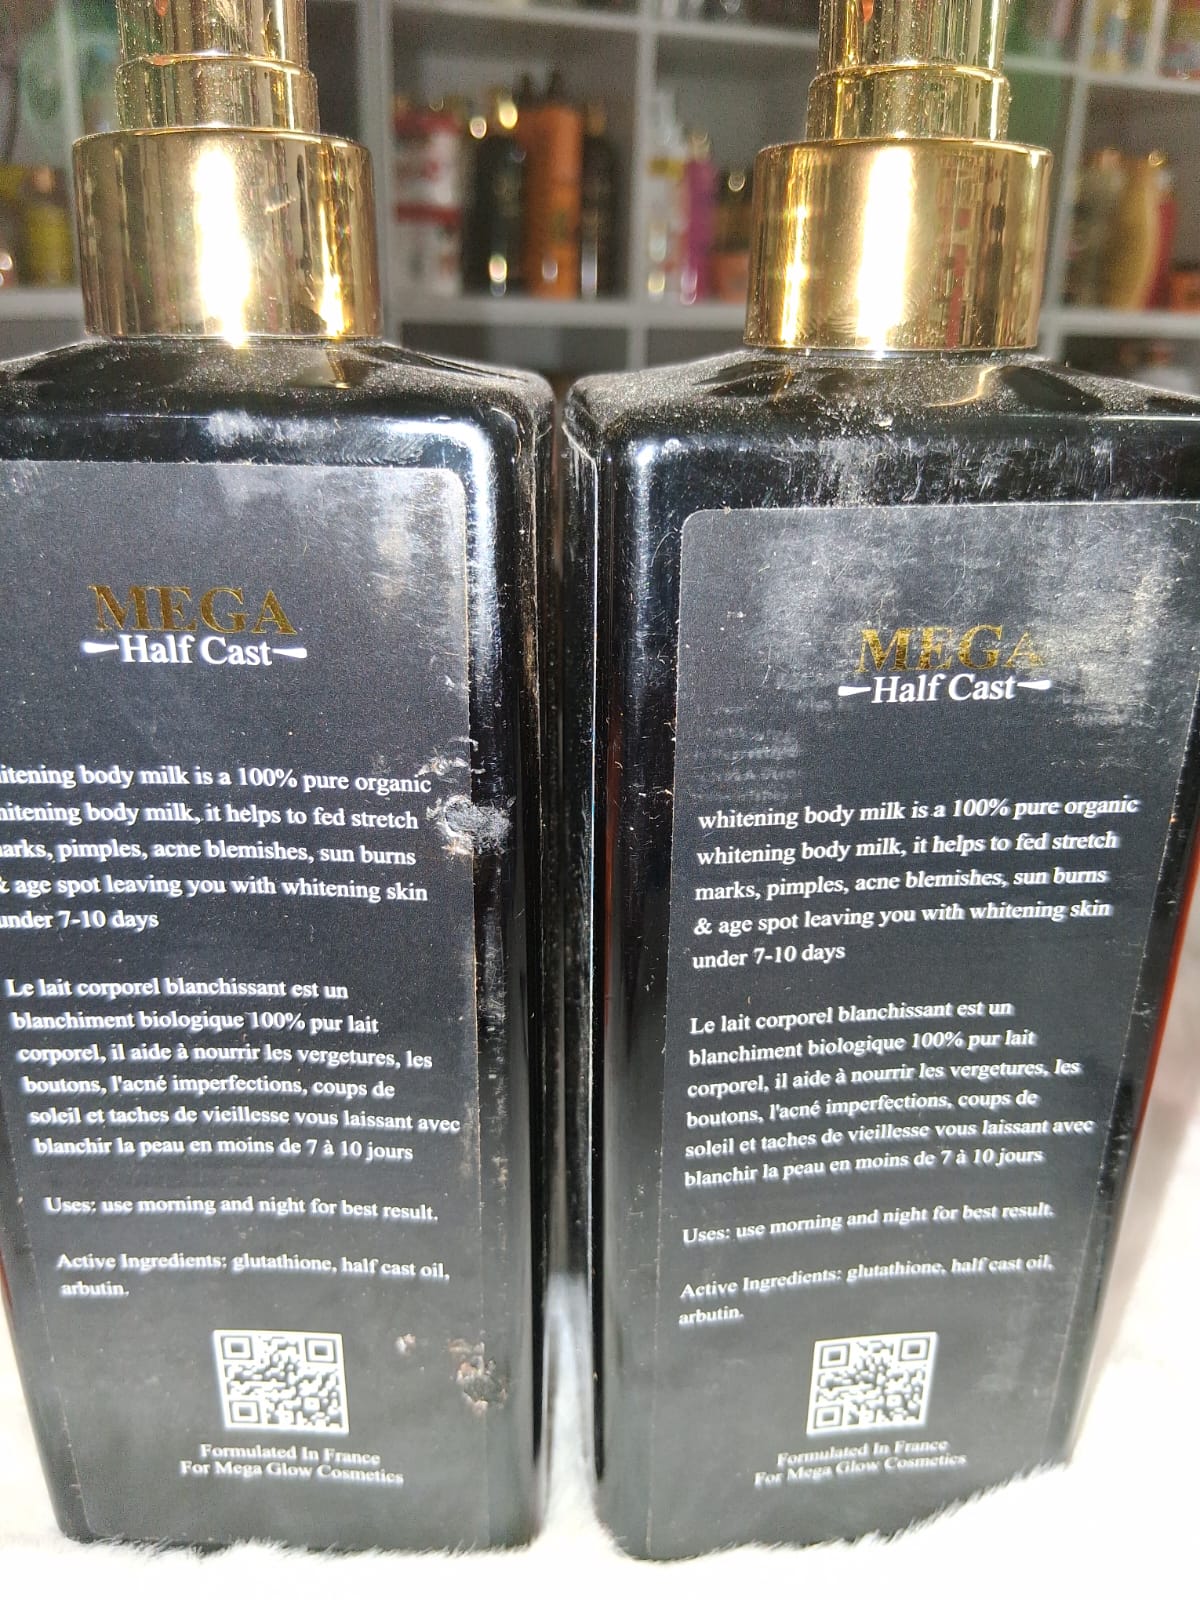 MEGA
Half Cast
itening body milk is a 100% pure organic
hitening body milk, it helps to fed stretch
arks, pimples, acne blemishes, sun burns
& age spot leaving you with whitening skin
under 7-10 days
Le lait corporel blanchissant est un
blanchiment biologique 100% pur lait
corporel, il aide à nourrir les vergetures, les
boutons, l'acné imperfections, coups de
soleil et taches de vieillesse vous laissant avec
blanchir la peau en moins de 7 à 10 jours
Uses: use morning and night for best result.
Active Ingredients: glutathione, half cast oil,
arbutin.
Formulated In France
For Mega Glow Cosmetics
MEGA
Half Cast
whitening body milk is a 100% pure organic
whitening body milk, it helps to fed stretch
marks, pimples, acne blemishes, sun burns
& age spot leaving you with whitening skin
under 7-10 days
Le lait corporel blanchissant est un
blanchiment biologique 100% pur lait
corporel, il aide à nourrir les vergetures, les
boutons, l'acné imperfections, coups de
soleil et taches de vieillesse vous laissant avec
blanchir la peau en moins de 7 à 10 jours
Uses: use morning and night for best result.
Active Ingredients: glutathione, half cast oil,
arbutin.
Formulated In France
For Mega Glow Cosmetics